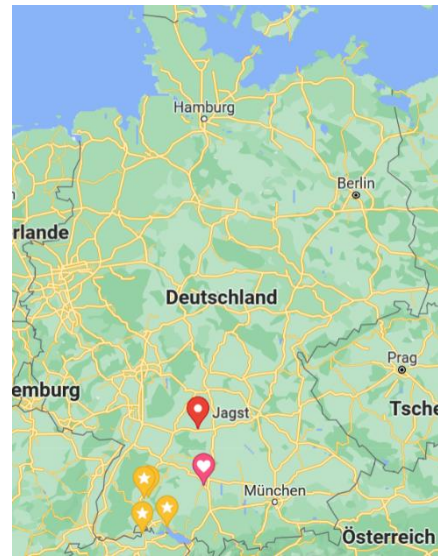 Hamburg
Berlin
rlande
Deutschland
Prag
emburg
Jagst
Tsche
München
Österreich